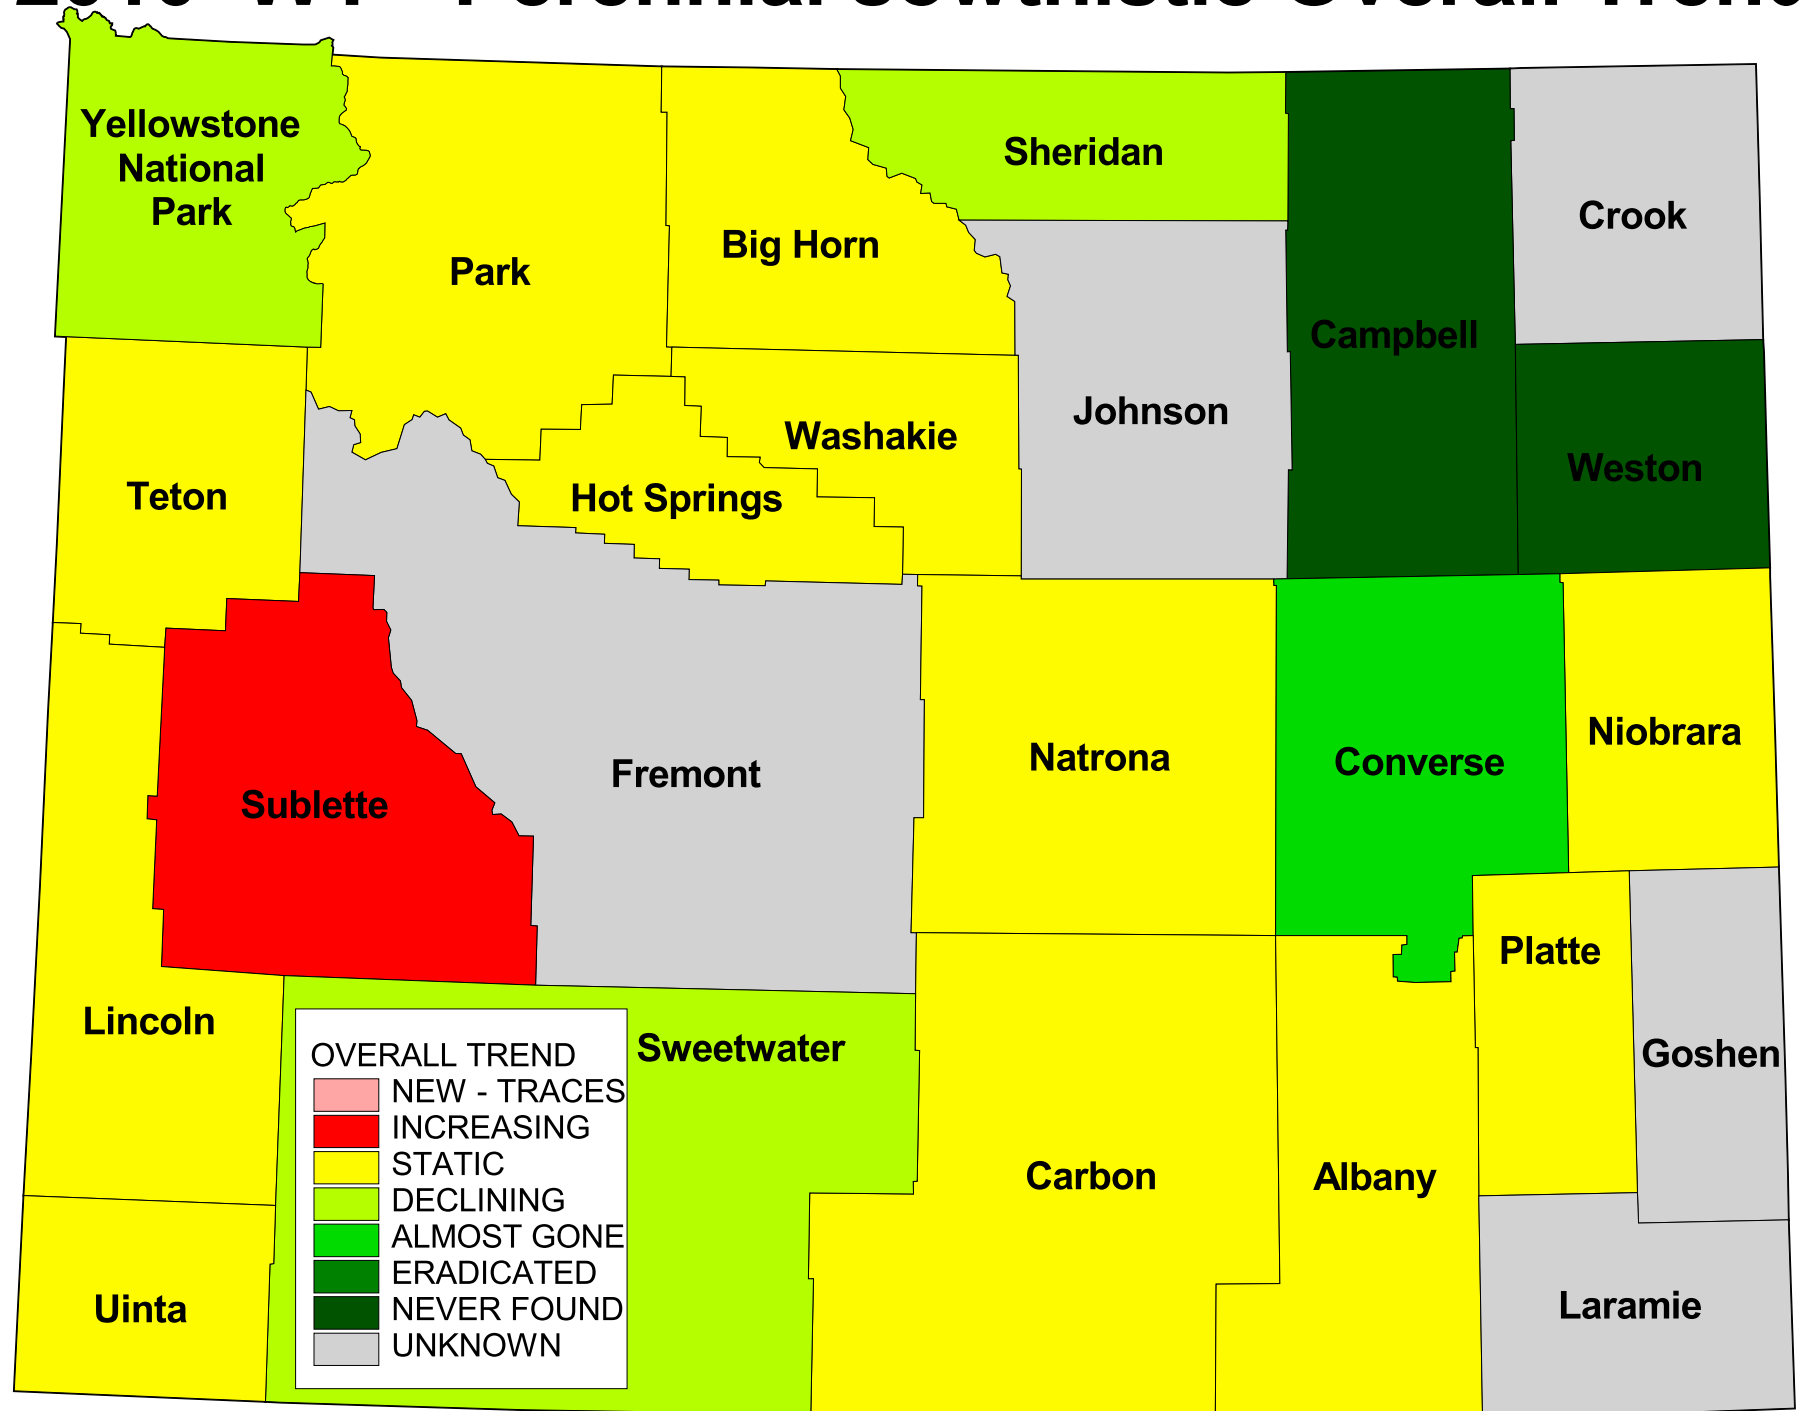 Yellowstone
National
Park
Park
Big Horn
Sheridan
Campbell
Crook
Johnson
Weston
Washakie
Hot Springs
Teton
Fremont
Sublette
Natrona
Converse
Niobrara
Platte
Goshen
Lincoln
Sweetwater
Carbon
Albany
Laramie
Uinta
OVERALL TREND
NEW - TRACES
INCREASING
STATIC
DECLINING
ALMOST GONE
ERADICATED
NEVER FOUND
UNKNOWN